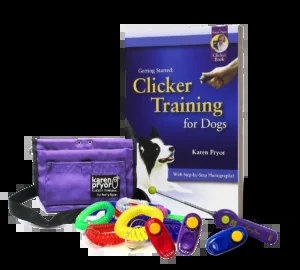 Getting Started:
Clicker
Training
for Dogs
Karen Pryor
With Step-by-Step Photographs!
karen
pryor